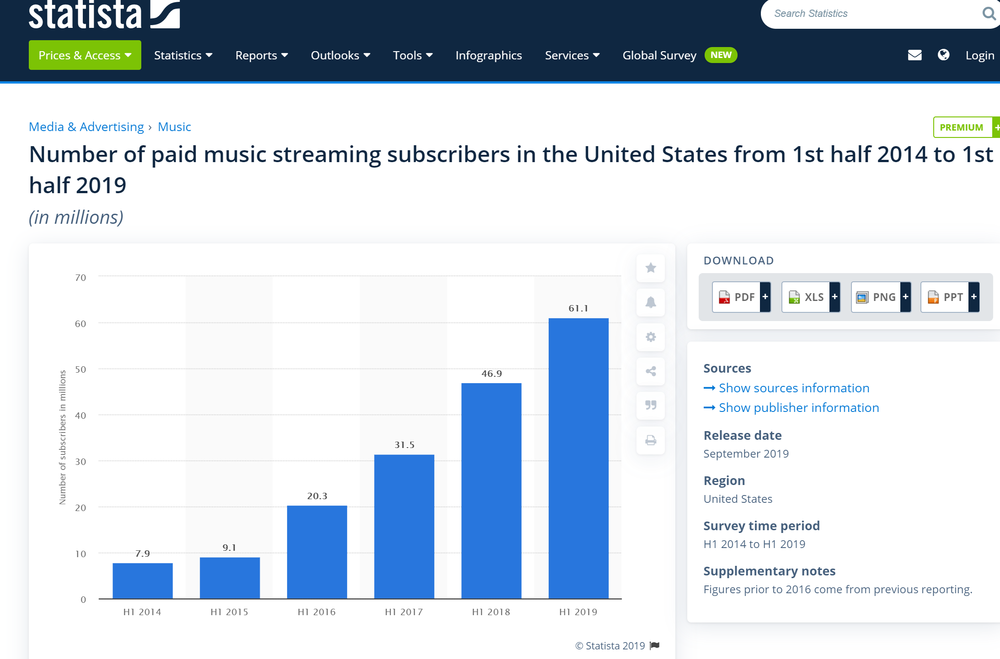 statista
Search Statistics
Prices & Access Statistics Reports Outlooks Tools Infographics Services Global Survey NEW Login
Media & Advertising › Music
PREMIUM +
Number of paid music streaming subscribers in the United States from 1st half 2014 to 1st
half 2019
(in millions)
Number of subscribers in millions
70
60
50
40
30
20
10
0
7.9
9.1
20.3
31.5
46.9
61.1
H1 2014 H1 2015 H1 2016 H1 2017 H1 2018 H1 2019
© Statista 2019
DOWNLOAD
PDF + XLS + PNG + PPT +
Sources
Show sources information
Show publisher information
Release date
September 2019
Region
United States
Survey time period
H1 2014 to H1 2019
Supplementary notes
Figures prior to 2016 come from previous reporting.